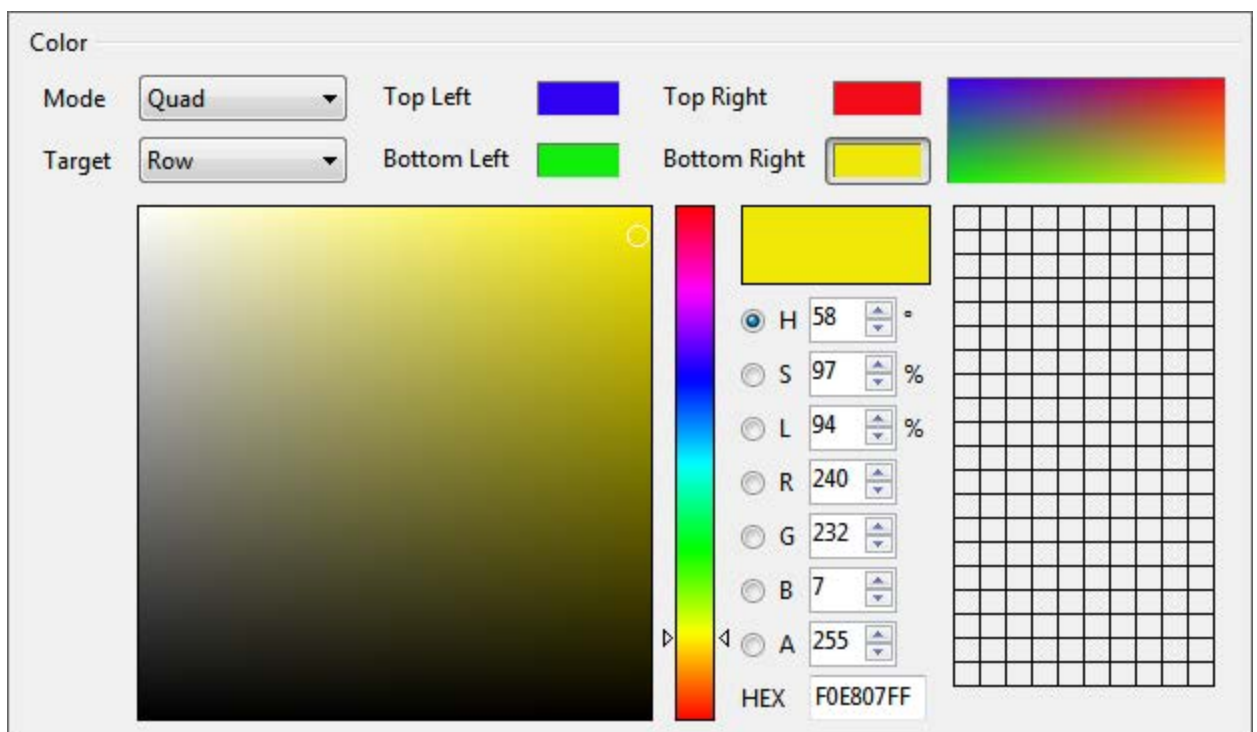 Color
Mode Quad Top Left Top Right
Target Row Bottom Left Bottom Right
H 58 °
S 97 %
L 94 %
R 240
G 232
B 7
A 255
HEX F0E807FF